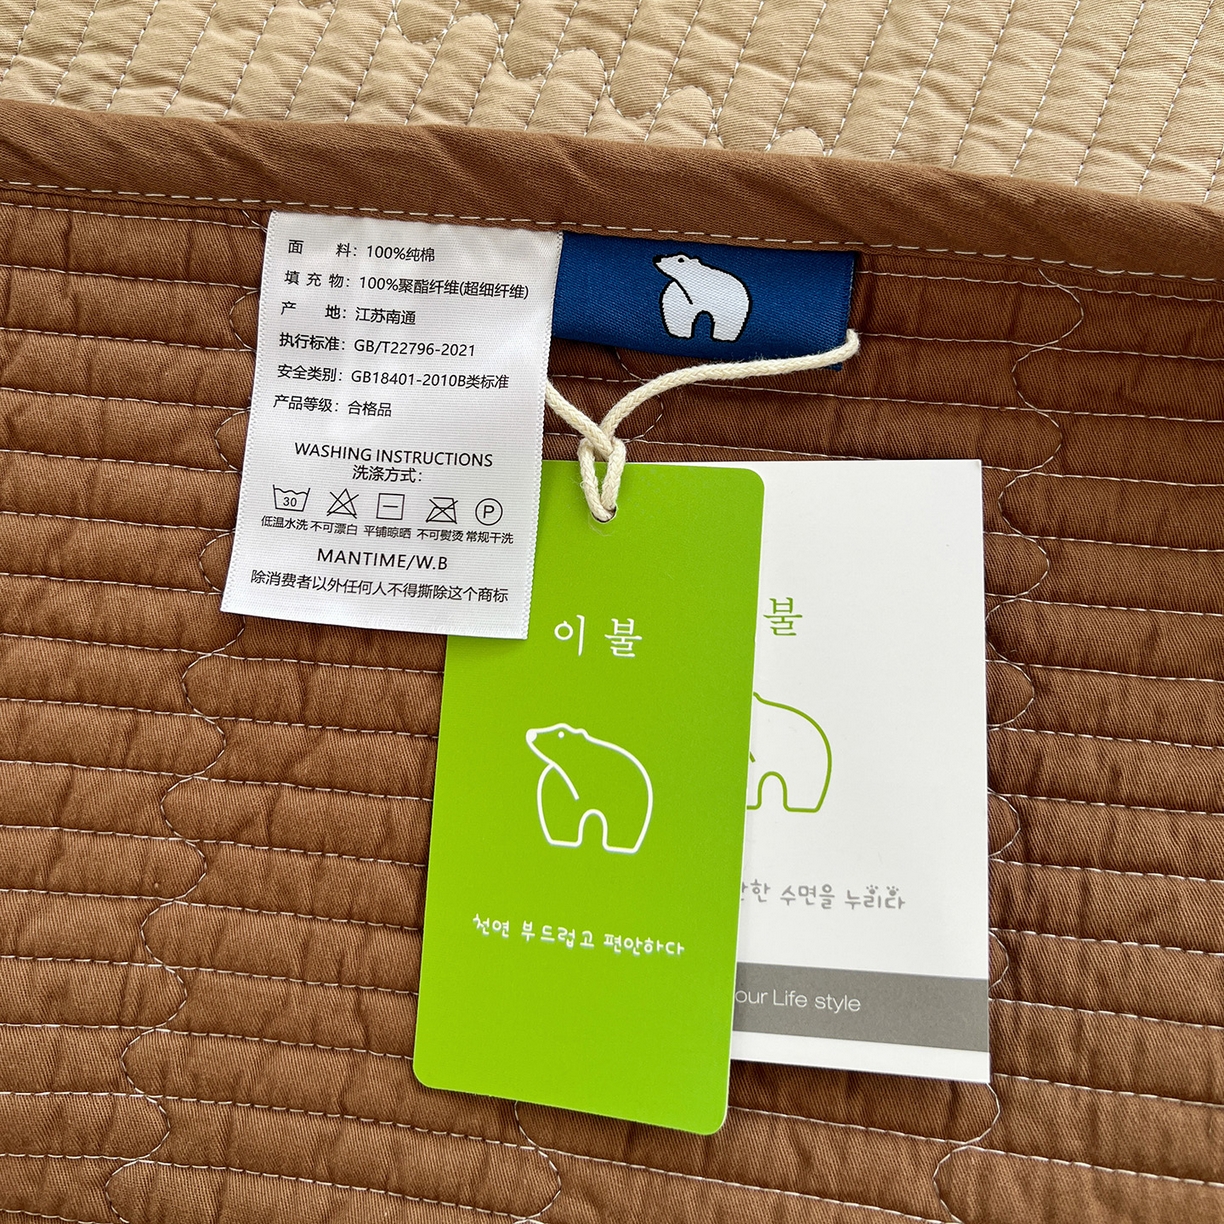 面 料：100%纯棉
填 充 物：100%聚酯纤维(超细纤维)
产 地：江苏南通
执行标准：GB/T22796-2021
安全类别：GB18401-2010B类标准
产品等级：合格品
WASHING INSTRUCTIONS
洗涤方式：
30 P
低温水洗 不可漂白 平铺晾晒 不可熨烫 常规干洗
MANTIME/W.B
除消费者以外任何人不得撕除这个商标
이불
천연 부드럽고 편안하다
불
한 수면을 누리다
our Life style